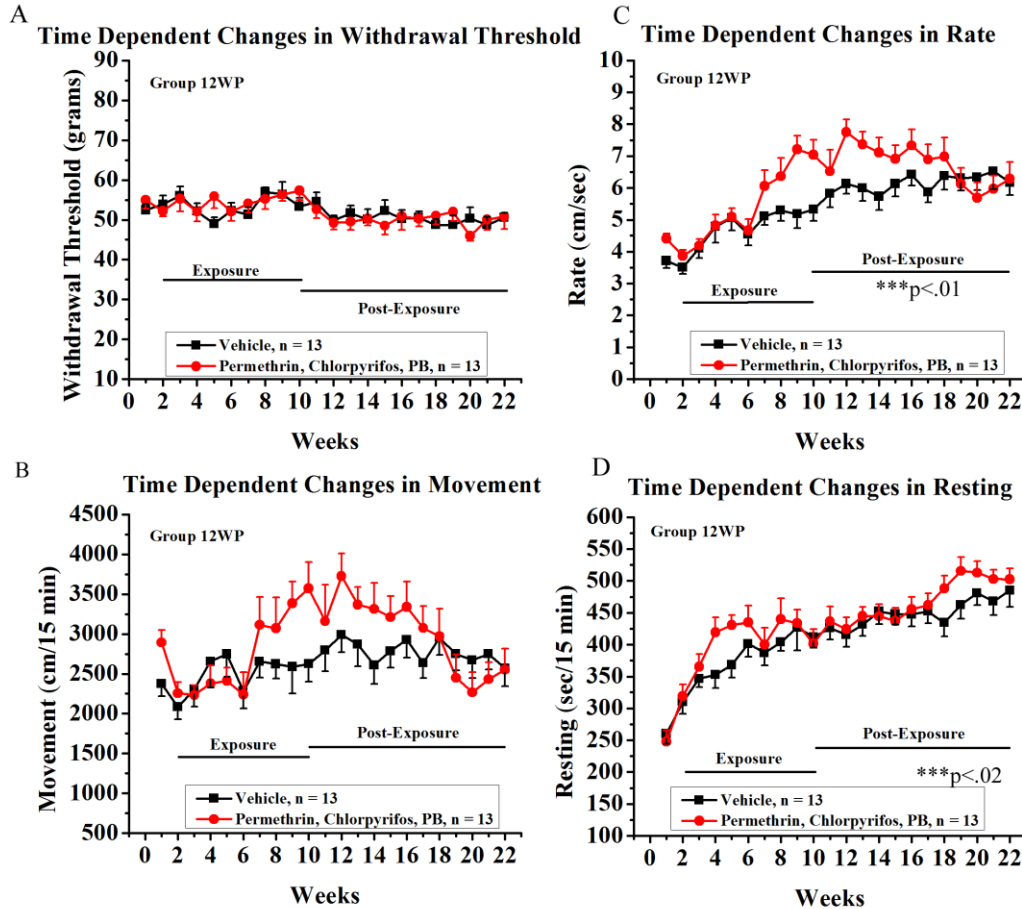 A
Time Dependent Changes in Withdrawal Threshold
Group 12WP
Withdrawal Threshold (grams)
90
80
70
60
50
40
30
20
10
Exposure
Post-Exposure
Vehicle, n = 13
Permethrin, Chlorpyrifos, PB, n = 13
0 2 4 6 8 10 12 14 16 18 20 22
Weeks
C
Time Dependent Changes in Rate
Group 12WP
Rate (cm/sec)
9
8
7
6
5
4
3
2
1
0
Post-Exposure
***p<.01
Exposure
Vehicle, n = 13
Permethrin, Chlorpyrifos, PB, n = 13
0 2 4 6 8 10 12 14 16 18 20 22
Weeks
B
Time Dependent Changes in Movement
Group 12WP
Movement (cm/15 min)
4500
4000
3500
3000
2500
2000
1500
1000
500
Exposure
Post-Exposure
Vehicle, n = 13
Permethrin, Chlorpyrifos, PB, n = 13
0 2 4 6 8 10 12 14 16 18 20 22
Weeks
D
Time Dependent Changes in Resting
Group 12WP
Resting (sec/15 min)
600
550
500
450
400
350
300
250
200
150
100
Post-Exposure
Exposure
***p<.02
Vehicle, n = 13
Permethrin, Chlorpyrifos, PB, n = 13
0 2 4 6 8 10 12 14 16 18 20 22
Weeks